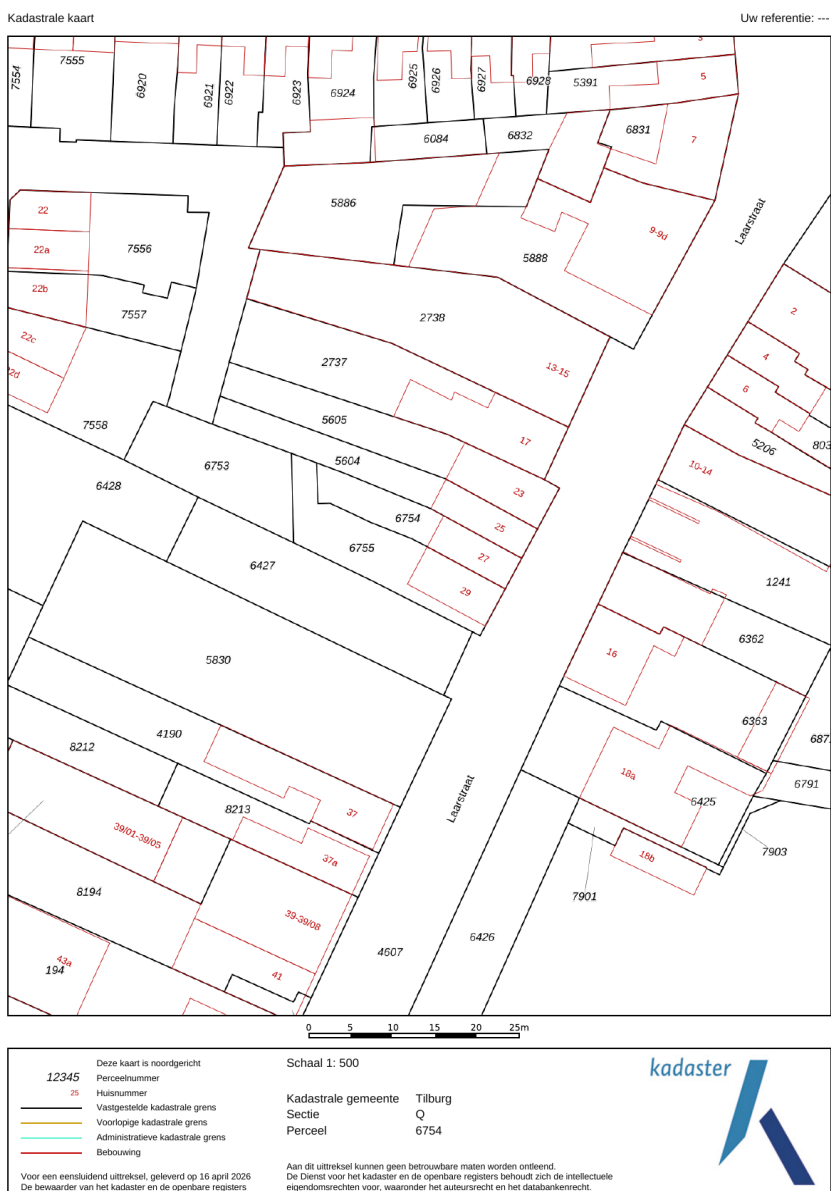 Kadastrale kaart
Uw referentie: ---
7554
7555
6920
6921
6922
6923
6924
6925
6926
6927
6928
5391
3
5
6084
6832
6831
7
5886
Laarstraat
9-9d
5888
22
22a
7556
22b
7557
22c
2738
2
2737
13-15
4
6
5605
17
7558
5206
5604
6753
10-14
6428
23
6754
25
6755
27
6427
29
1241
6362
5830
16
6363
4190
8212
18a
6791
6425
Laarstraat
8213
37
39/01-39/05
37a
18b
7903
8194
7901
39-39/08
6426
4607
43a
194
41
0 5 10 15 20 25m
Deze kaart is noordgericht
12345 Perceelnummer
25 Huisnummer
Vastgestelde kadastrale grens
Voorlopige kadastrale grens
Administratieve kadastrale grens
Bebouwing
Voor een eensluidend uittreksel, geleverd op 16 april 2026
De bewaarder van het kadaster en de openbare registers
Schaal 1: 500
Kadastrale gemeente Tilburg
Sectie Q
Perceel 6754
Aan dit uittreksel kunnen geen betrouwbare maten worden ontleend.
De Dienst voor het kadaster en de openbare registers behoudt zich de intellectuele
eigendomsrechten voor, waaronder het auteursrecht en het databankenrecht.
kadaster